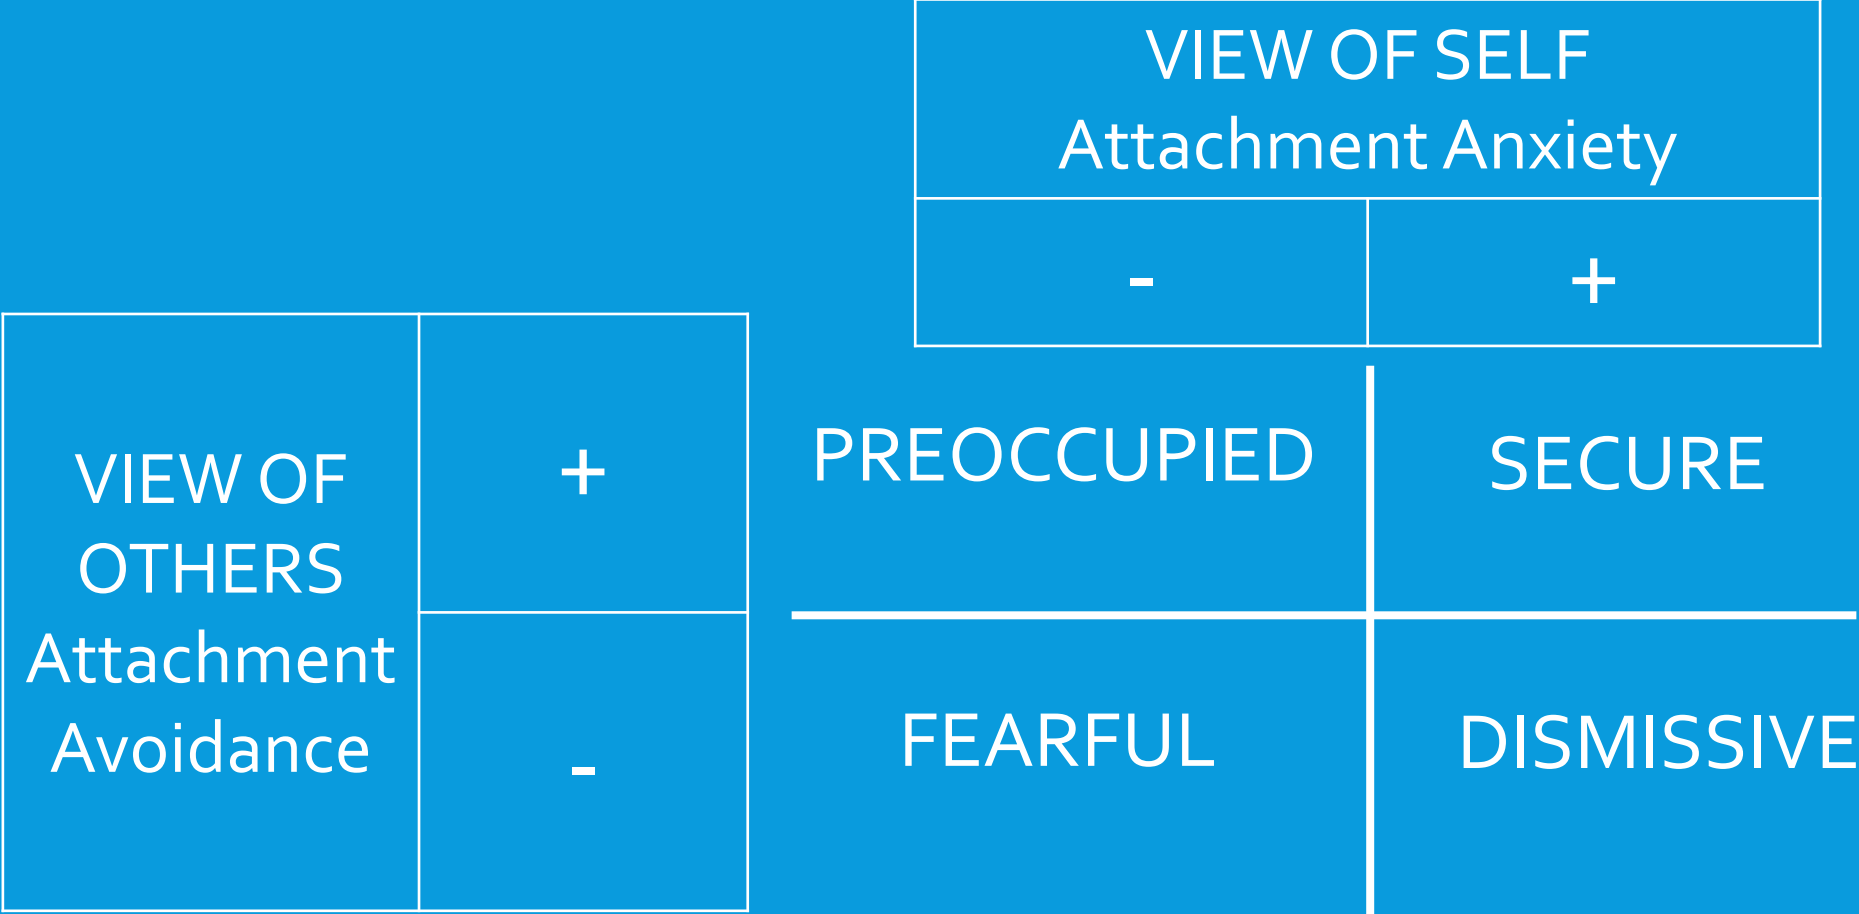 VIEW OF SELF
Attachment Anxiety
- +
VIEW OF
OTHERS
Attachment
Avoidance
+
-
PREOCCUPIED SECURE
FEARFUL DISMISSIVE